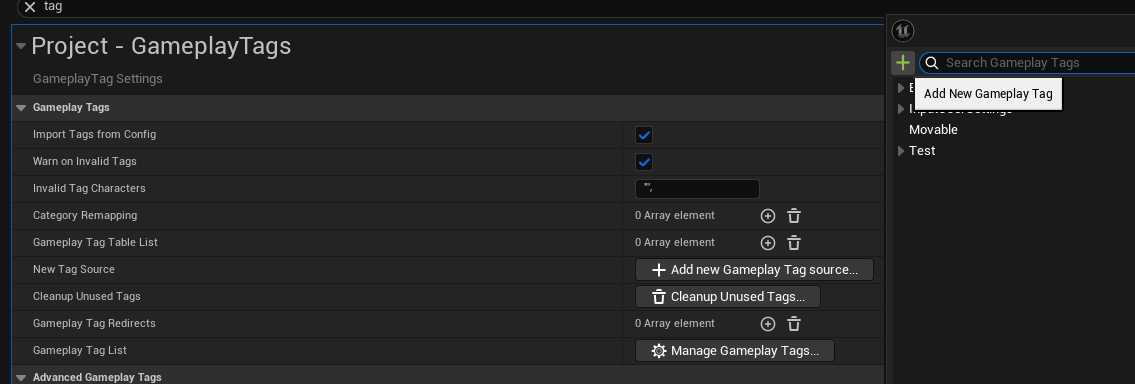 tag
Project - GameplayTags
GameplayTag Settings
Gameplay Tags
Import Tags from Config
Warn on Invalid Tags
Invalid Tag Characters "',
Category Remapping 0 Array element
Gameplay Tag Table List 0 Array element
New Tag Source Add new Gameplay Tag source...
Cleanup Unused Tags Cleanup Unused Tags...
Gameplay Tag Redirects 0 Array element
Gameplay Tag List Manage Gameplay Tags...
Advanced Gameplay Tags
Search Gameplay Tags
Add New Gameplay Tag
Movable
Test